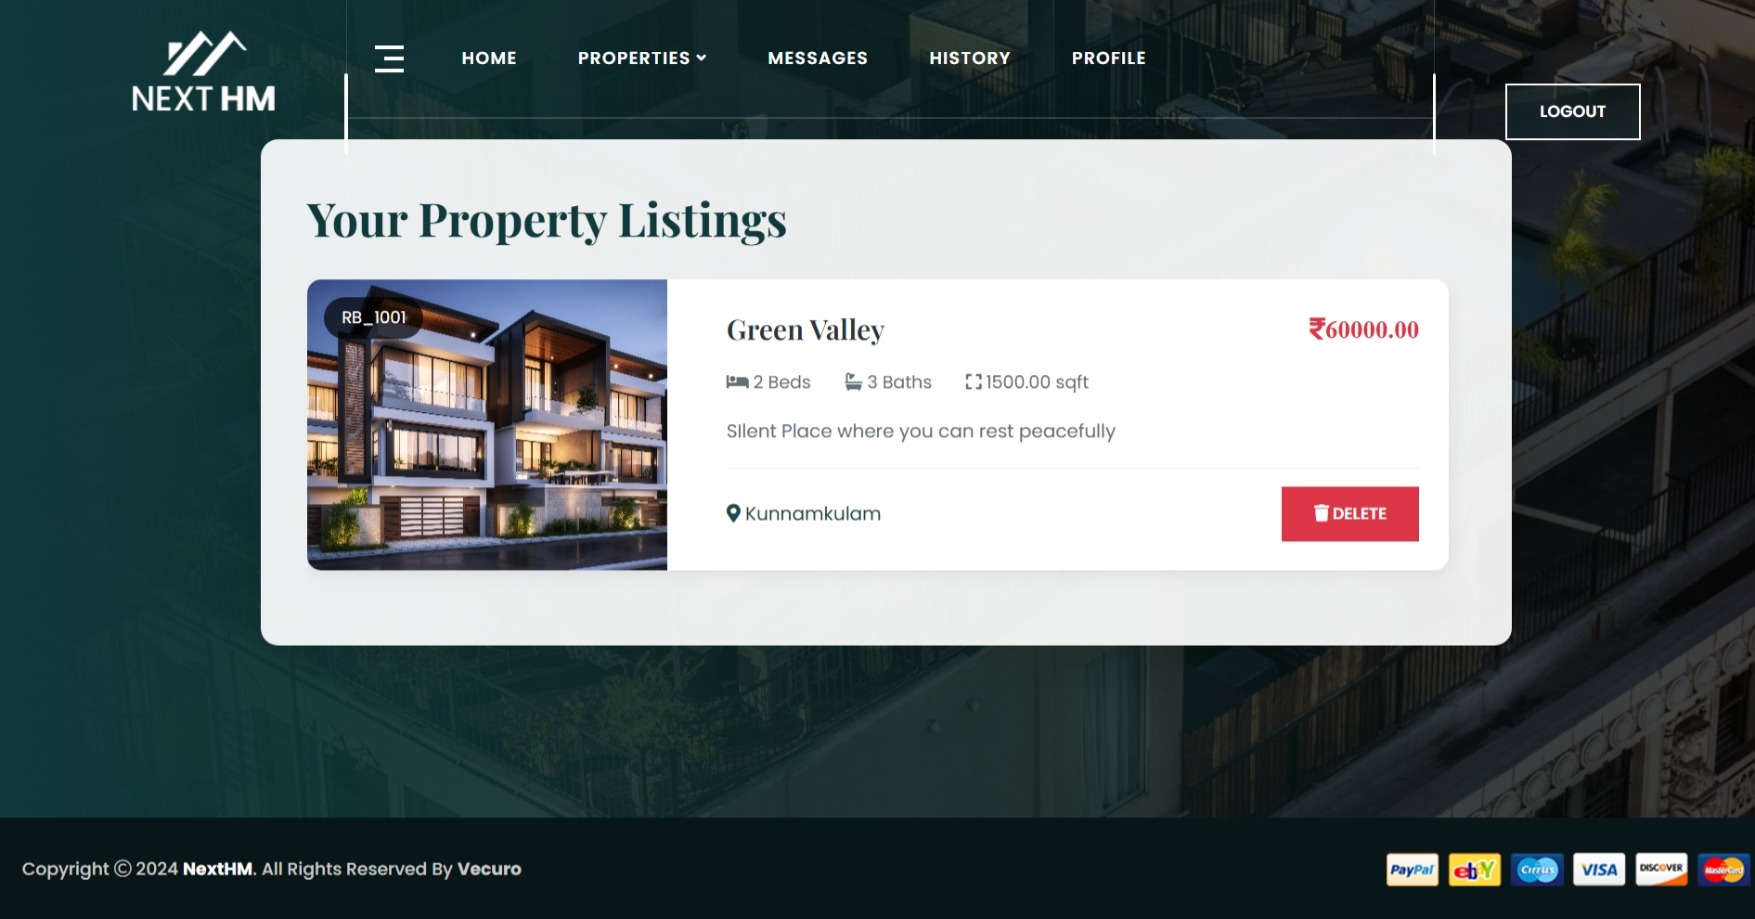 NEXT HM
HOME
PROPERTIES
MESSAGES
HISTORY
PROFILE
LOGOUT
Your Property Listings
RB_1001
Green Valley
₹60000.00
2 Beds
3 Baths
1500.00 sqft
SIlent Place where you can rest peacefully
Kunnamkulam
DELETE
Copyright © 2024 NextHM. All Rights Reserved By Vecuro
PayPal
ebY
Cirrus
VISA
DISCOVER
MasterCard